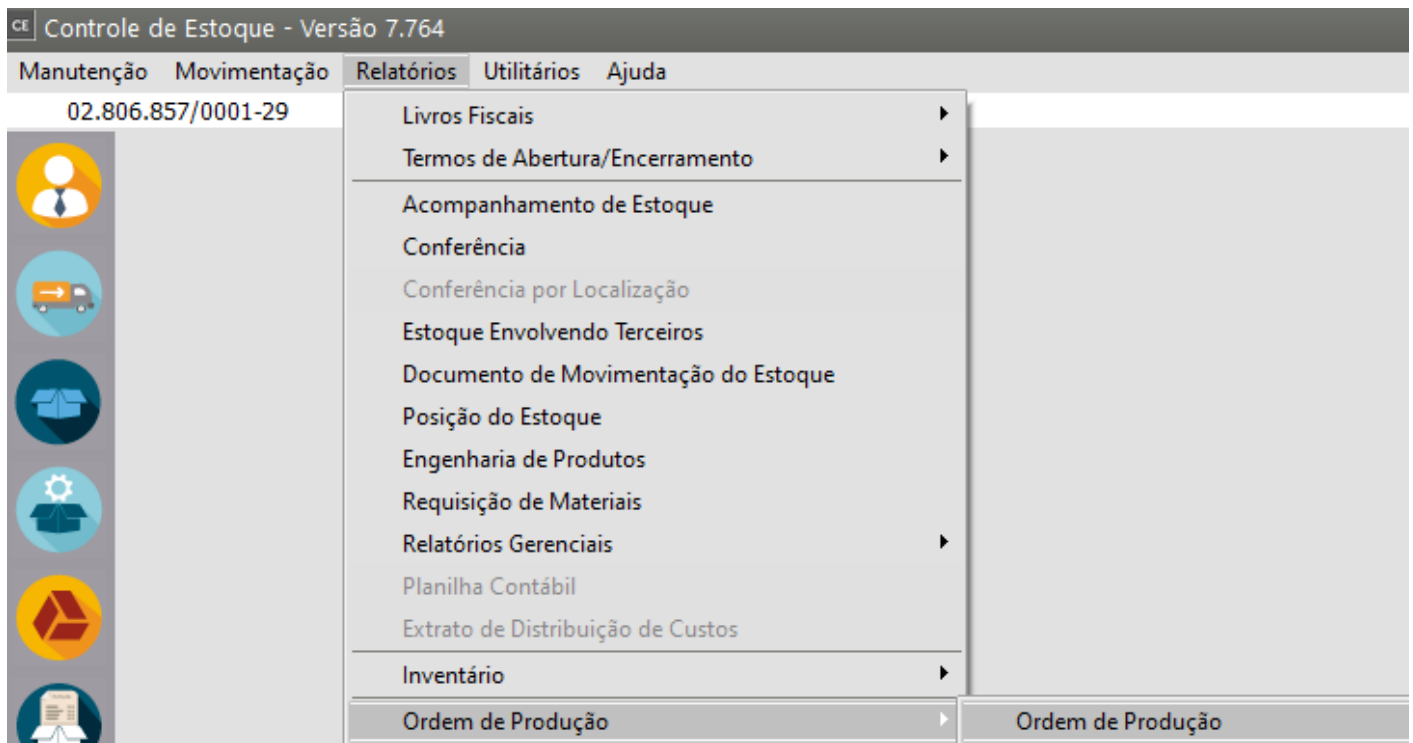 CE Controle de Estoque - Versão 7.764
Manutenção Movimentação Relatórios Utilitários Ajuda
02.806.857/0001-29
Livros Fiscais
Termos de Abertura/Encerramento
Acompanhamento de Estoque
Conferência
Conferência por Localização
Estoque Envolvendo Terceiros
Documento de Movimentação do Estoque
Posição do Estoque
Engenharia de Produtos
Requisição de Materiais
Relatórios Gerenciais
Planilha Contábil
Extrato de Distribuição de Custos
Inventário
Ordem de Produção Ordem de Produção